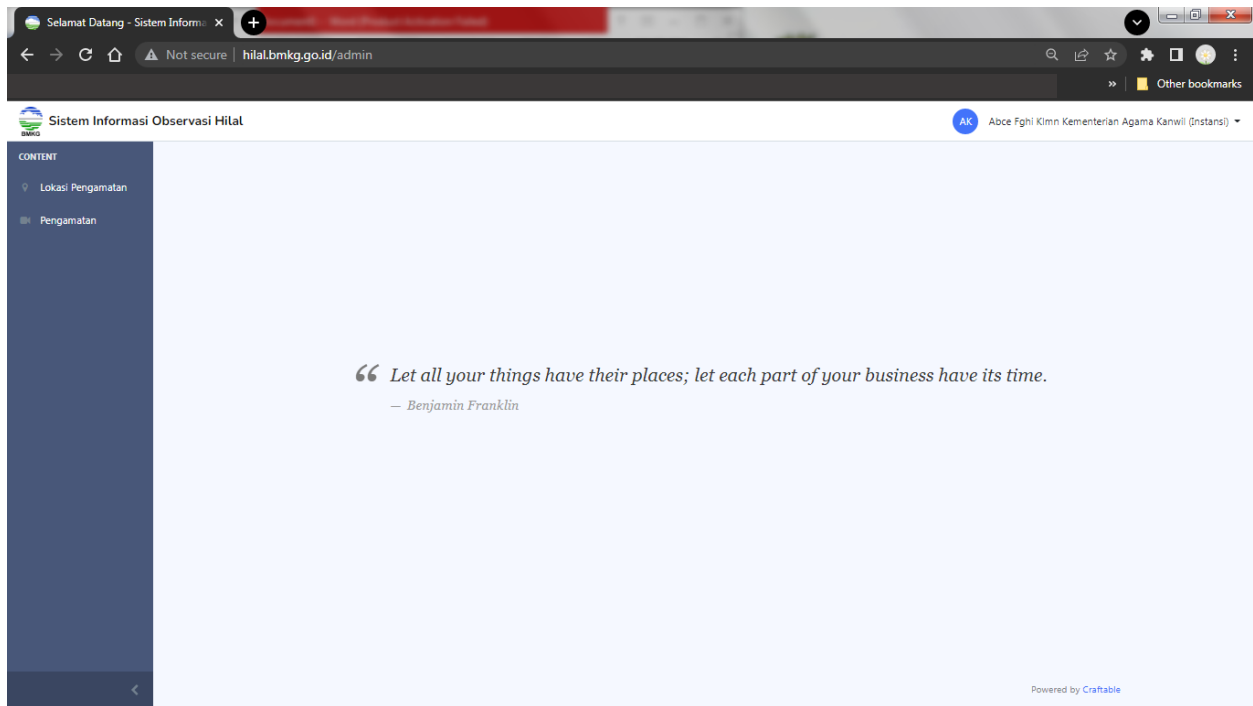 Selamat Datang - Sistem Informa
Not secure | hilal.bmkg.go.id/admin
Other bookmarks
BMKG
Sistem Informasi Observasi Hilal
AK
Abce Fghi Klmn Kementerian Agama Kanwil (Instansi)
CONTENT
Lokasi Pengamatan
Pengamatan
“ Let all your things have their places; let each part of your business have its time.
— Benjamin Franklin
Powered by Craftable